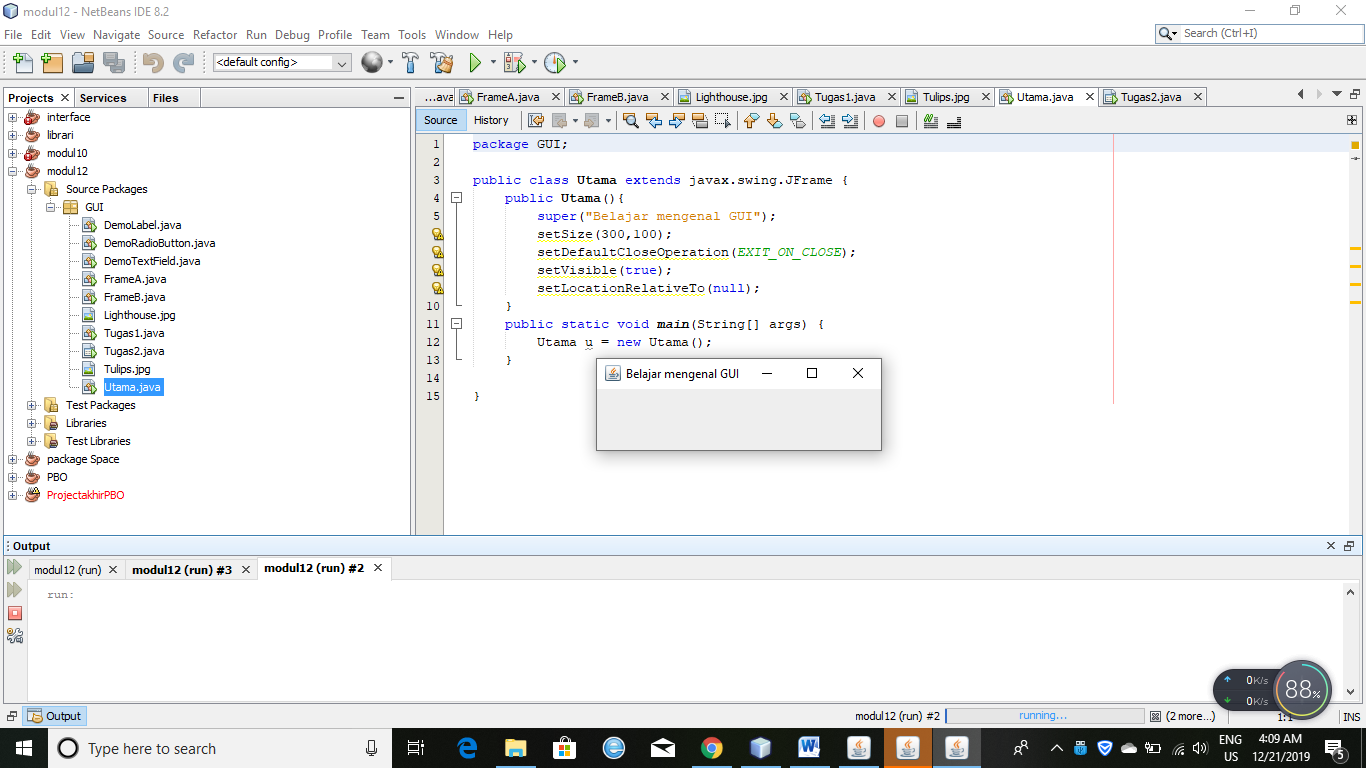 modul12 - NetBeans IDE 8.2
File Edit View Navigate Source Refactor Run Debug Profile Team Tools Window Help
Search (Ctrl+I)
<default config>
Projects Services Files
interface
librari
modul10
modul12
Source Packages
GUI
DemoLabel.java
DemoRadioButton.java
DemoTextField.java
FrameA.java
FrameB.java
Lighthouse.jpg
Tugas1.java
Tugas2.java
Tulips.jpg
Utama.java
Test Packages
Libraries
Test Libraries
package Space
PBO
ProjectakhirPBO
...ava FrameA.java FrameB.java Lighthouse.jpg Tugas1.java Tulips.jpg Utama.java Tugas2.java
Source History
1 package GUI;
2
3 public class Utama extends javax.swing.JFrame {
4 public Utama(){
5 super("Belajar mengenal GUI");
setSize(300,100);
setDefaultCloseOperation(EXIT_ON_CLOSE);
setVisible(true);
setLocationRelativeTo(null);
10 }
11 public static void main(String[] args) {
12 Utama u = new Utama();
13 }
14
15 }
Belajar mengenal GUI
Output
modul12 (run) modul12 (run) #3 modul12 (run) #2
run:
0K/s
0K/s
88%
Output
modul12 (run) #2 running... (2 more...) 1:1 INS
Type here to search
ENG
US
4:09 AM
12/21/2019
5